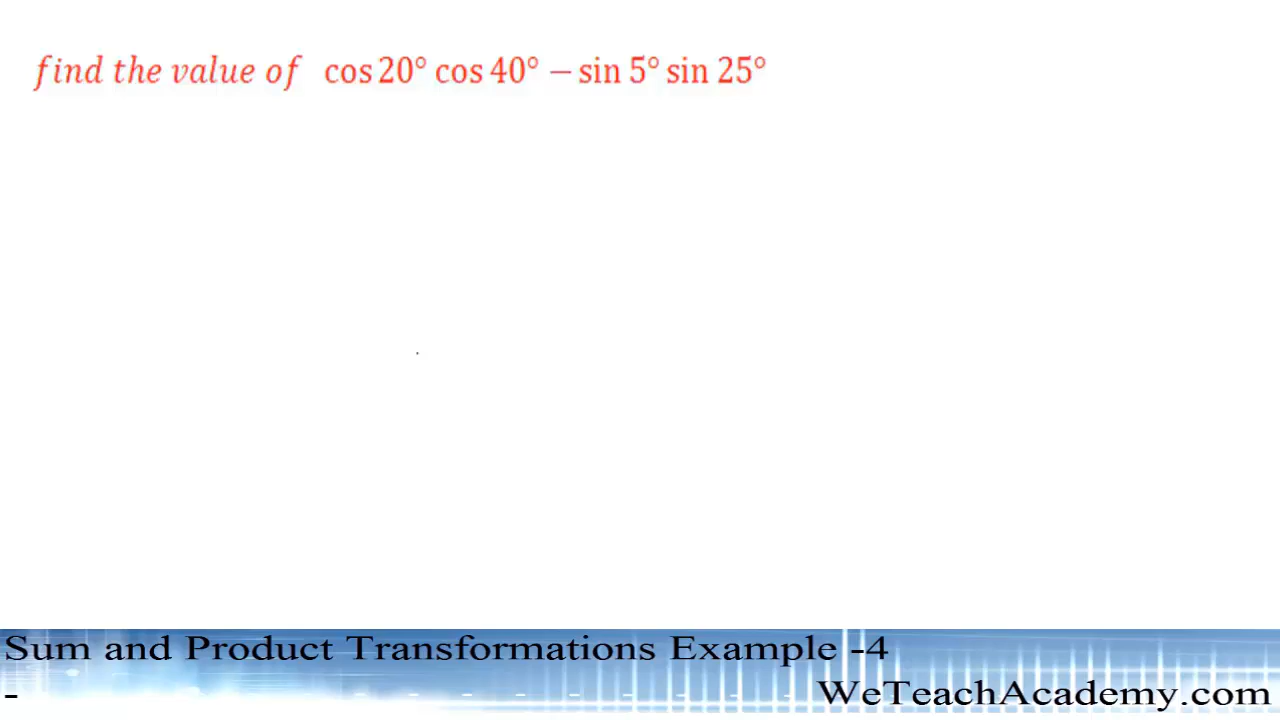 find the value of cos 20° cos 40° − sin 5° sin 25°
Sum and Product Transformations Example -4
-
WeTeachAcademy.com